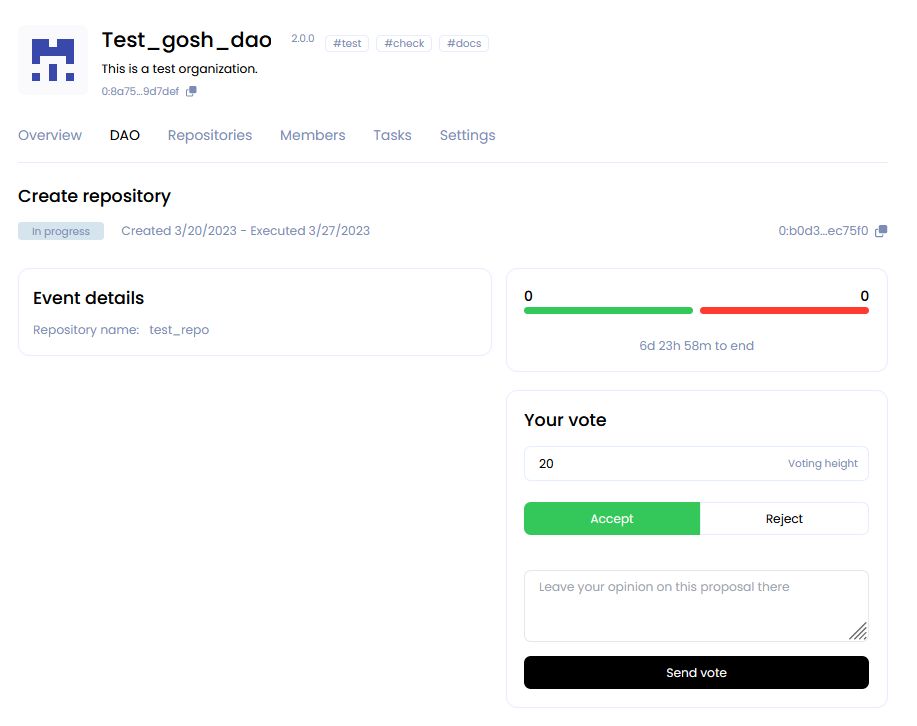 Test_gosh_dao 2.0.0 #test #check #docs
This is a test organization.
0:8a75...9d7def
Overview DAO Repositories Members Tasks Settings
Create repository
In progress Created 3/20/2023 - Executed 3/27/2023 0:b0d3...ec75f0
Event details
Repository name: test_repo
0 0
6d 23h 58m to end
Your vote
20 Voting height
Accept Reject
Leave your opinion on this proposal there
Send vote